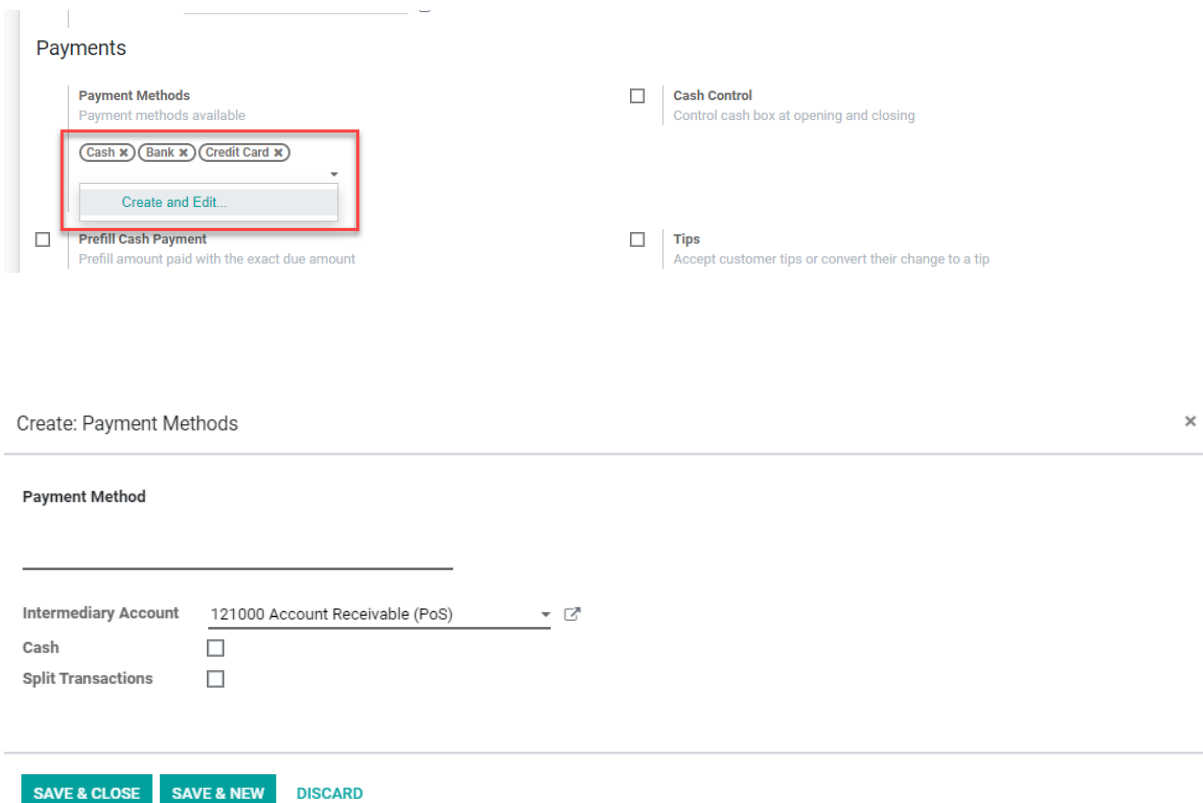 Payments
Payment Methods
Payment methods available
Cash × Bank × Credit Card ×
Create and Edit...
Cash Control
Control cash box at opening and closing
Prefill Cash Payment
Prefill amount paid with the exact due amount
Tips
Accept customer tips or convert their change to a tip
Create: Payment Methods ×
Payment Method
Intermediary Account 121000 Account Receivable (PoS)
Cash
Split Transactions
SAVE & CLOSE SAVE & NEW DISCARD